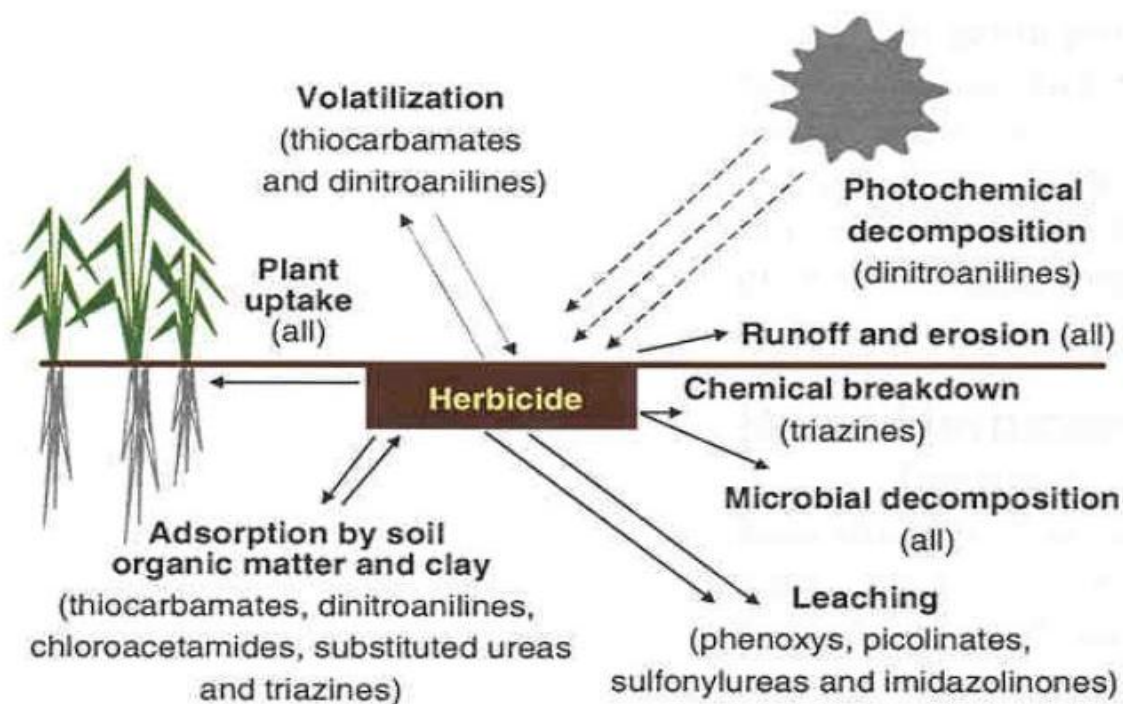 Volatilization
(thiocarbamates
and dinitroanilines)
Photochemical
decomposition
(dinitroanilines)
Plant
uptake
(all)
Runoff and erosion (all)
Herbicide
Chemical breakdown
(triazines)
Microbial decomposition
(all)
Adsorption by soil
organic matter and clay
(thiocarbamates, dinitroanilines,
chloroacetamides, substituted ureas
and triazines)
Leaching
(phenoxys, picolinates,
sulfonylureas and imidazolinones)